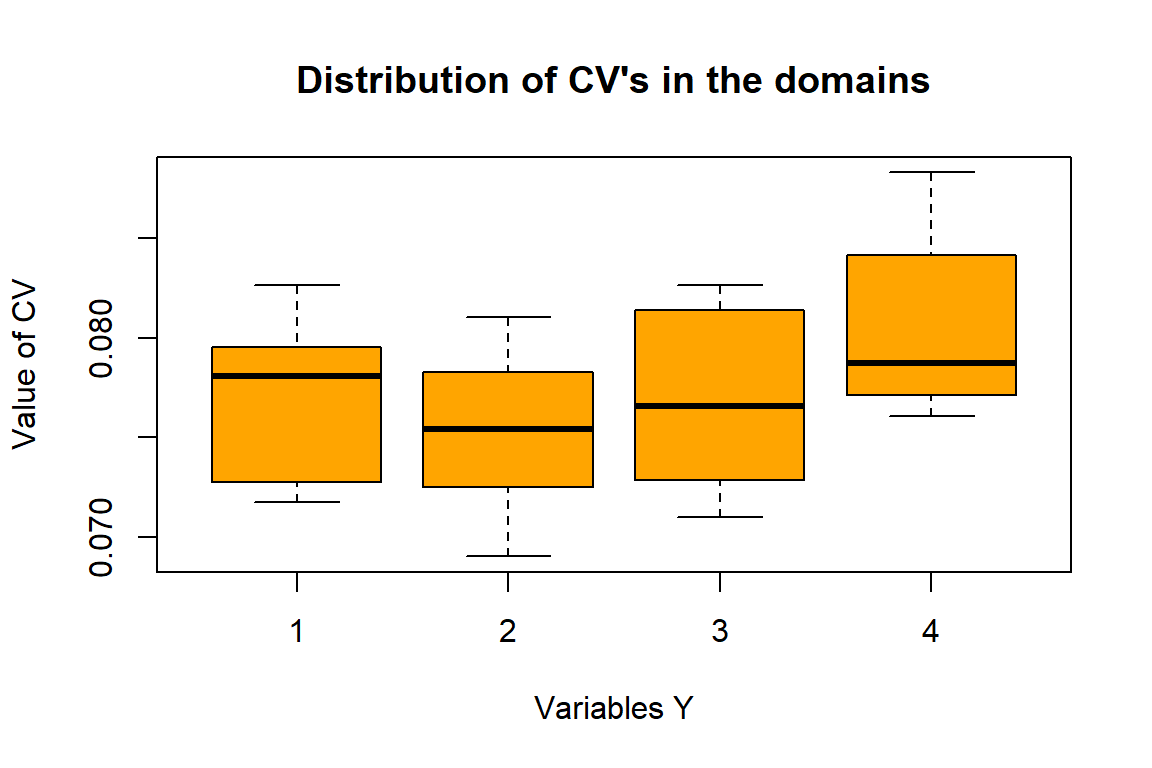 Distribution of CV's in the domains
Value of CV
0.080
0.070
1 2 3 4
Variables Y